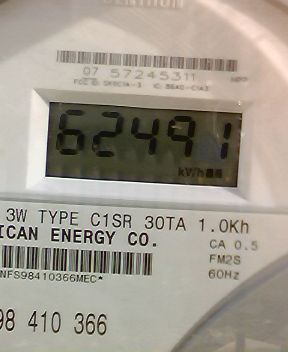 CENTRON
07 57245311
62491
kWh
3W TYPE C1SR 30TA 1.0Kh
ICAN ENERGY CO.
CA 0.5
FM2S
NFS98410366MEC*
60Hz
98 410 366